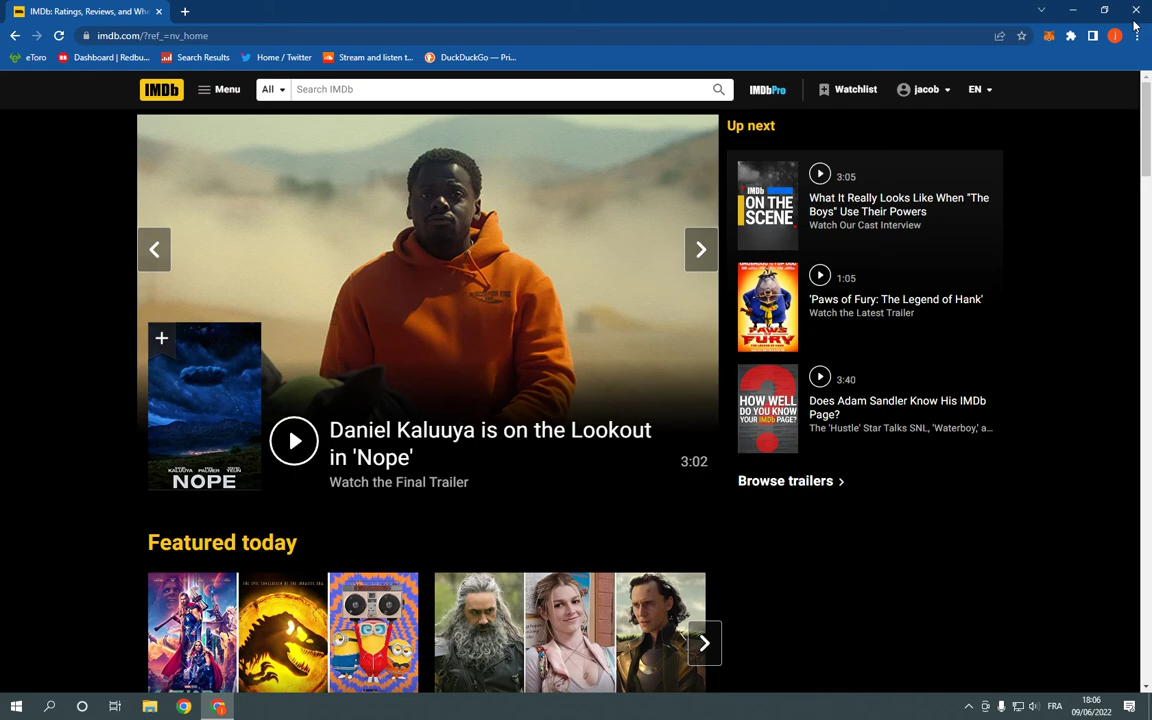 IMDb: Ratings, Reviews, and Whe
imdb.com/?ref_=nv_home
eToro
Dashboard | Redbu...
Search Results
Home / Twitter
Stream and listen t...
DuckDuckGo — Pri...
IMDb
Menu
All
Search IMDb
IMDbPro
Watchlist
jacob
EN
Up next
IMDb
ON THE
SCENE
3:05
What It Really Looks Like When "The
Boys" Use Their Powers
Watch Our Cast Interview
PAWS
OF
FURY
1:05
'Paws of Fury: The Legend of Hank'
Watch the Latest Trailer
HOW WELL
DO YOU KNOW
YOUR IMDb PAGE?
3:40
Does Adam Sandler Know His IMDb
Page?
The 'Hustle' Star Talks SNL, 'Waterboy,' a...
Browse trailers
KALUUYA PALMER YEUN
NOPE
Daniel Kaluuya is on the Lookout
in 'Nope'
Watch the Final Trailer
3:02
Featured today
FRA
18:06
09/06/2022